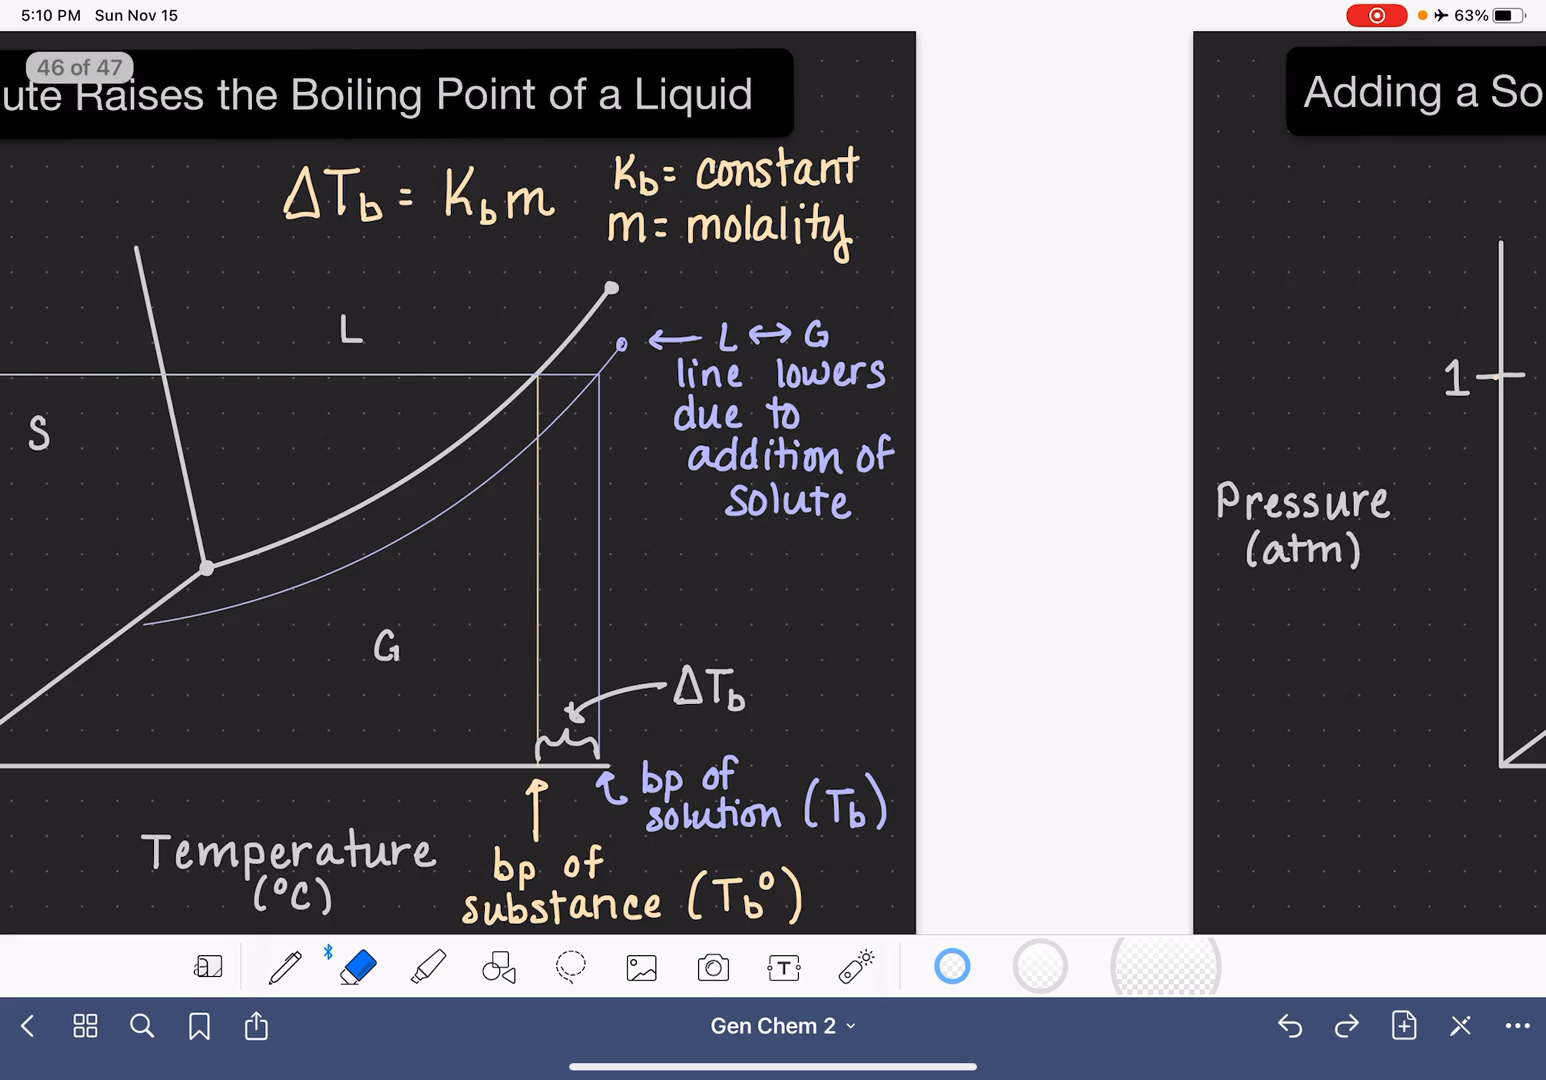 5:10 PM Sun Nov 15
63%
46 of 47
ute Raises the Boiling Point of a Liquid
Adding a So
ΔTb = Kbm
Kb = constant
m = molality
L
← L ↔ G
line lowers
due to
addition of
solute
S
1
Pressure
(atm)
G
ΔTb
bp of
solution (Tb)
Temperature
(°C)
bp of
substance (Tb°)
T
Gen Chem 2